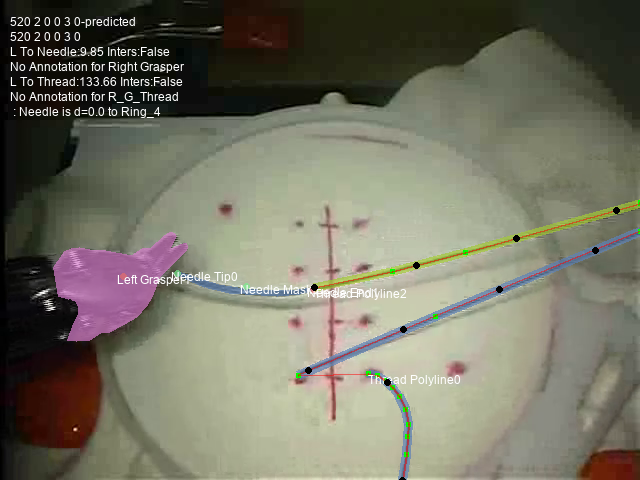 520 2 0 0 3 0-predicted
520 2 0 0 3 0
L To Needle:9.85 Inters:False
No Annotation for Right Grasper
L To Thread:133.66 Inters:False
No Annotation for R_G_Thread
: Needle is d=0.0 to Ring_4
Left Grasper
Needle Tip0
Needle Mask
Polyline2
Thread Polyline0